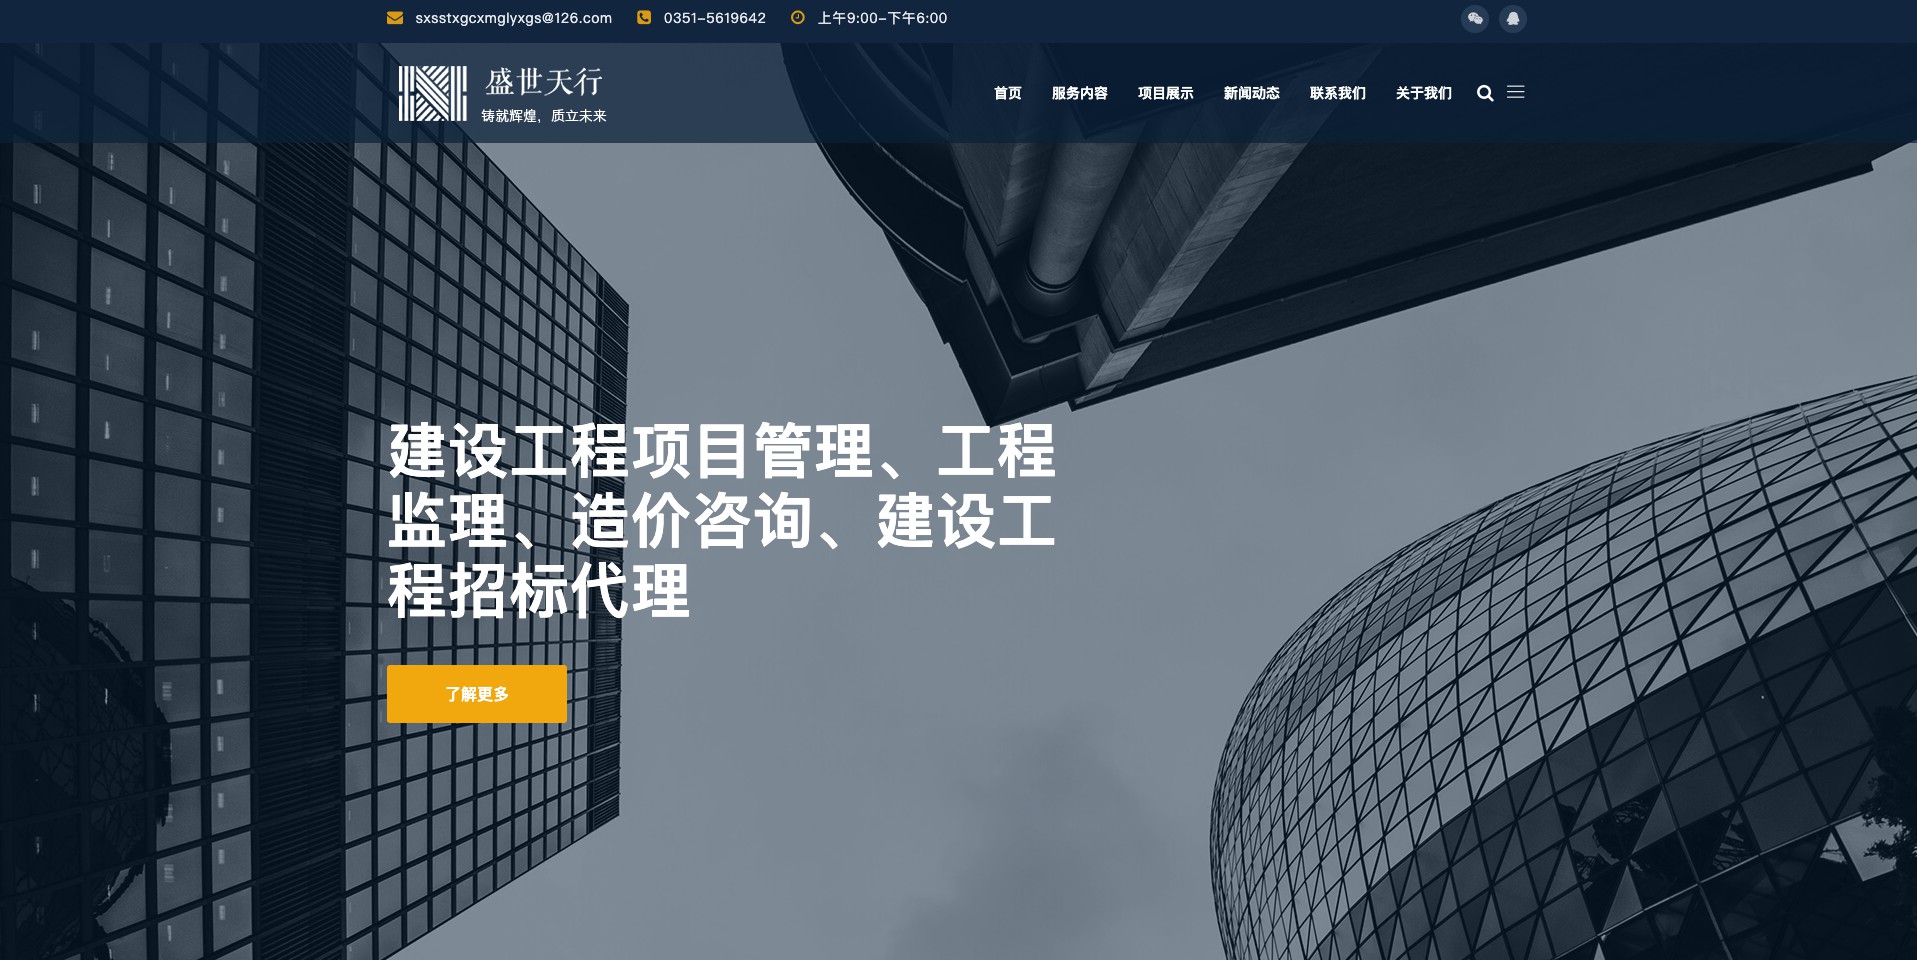 sxsstxgcxmglyxgs@126.com 0351-5619642 上午9:00-下午6:00
盛世天行
铸就辉煌，质立未来
首页 服务内容 项目展示 新闻动态 联系我们 关于我们
建设工程项目管理、工程
监理、造价咨询、建设工
程招标代理
了解更多